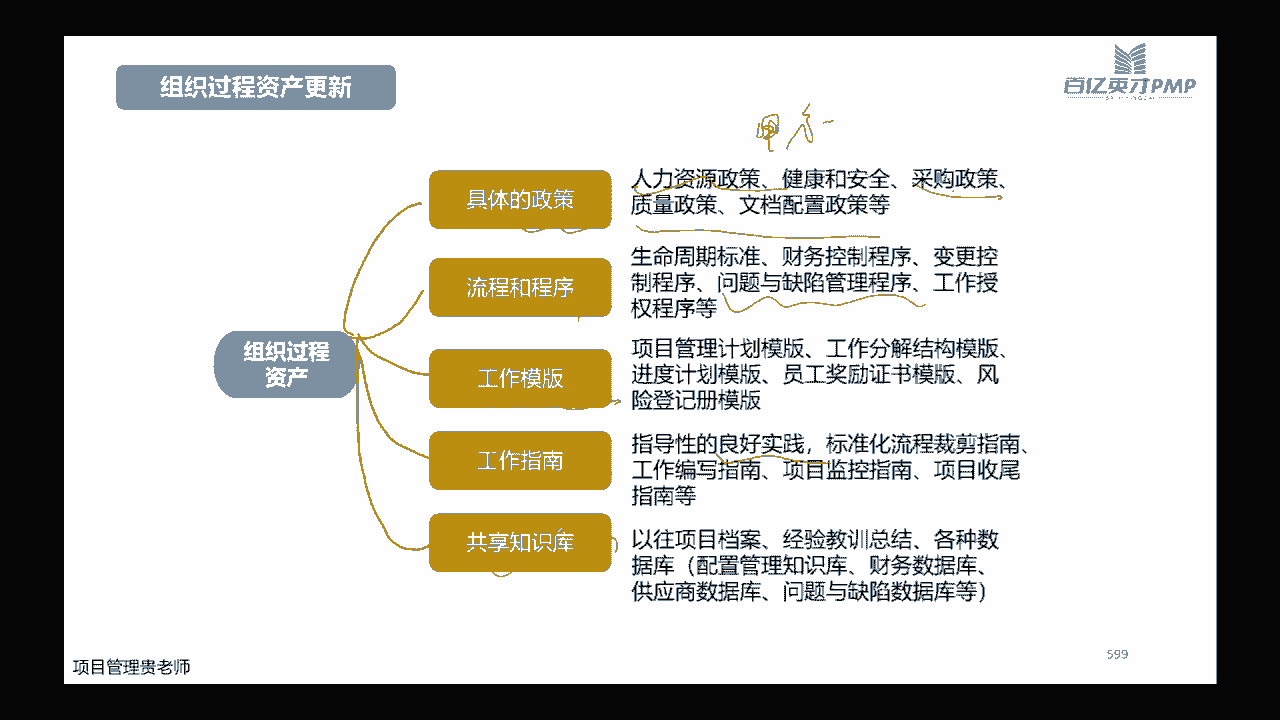 组织过程资产更新
百亿英才PMP
具体的政策
人力资源政策、健康和安全、采购政策、
质量政策、文档配置政策等
流程和程序
生命周期标准、财务控制程序、变更控
制程序、问题与缺陷管理程序、工作授
权程序等
组织过程
资产
工作模版
项目管理计划模版、工作分解结构模版、
进度计划模版、员工奖励证书模版、风
险登记册模版
工作指南
指导性的良好实践，标准化流程裁剪指南、
工作编写指南、项目监控指南、项目收尾
指南等
共享知识库
以往项目档案、经验教训总结、各种数
据库（配置管理知识库、财务数据库、
供应商数据库、问题与缺陷数据库等）
599
项目管理贵老师